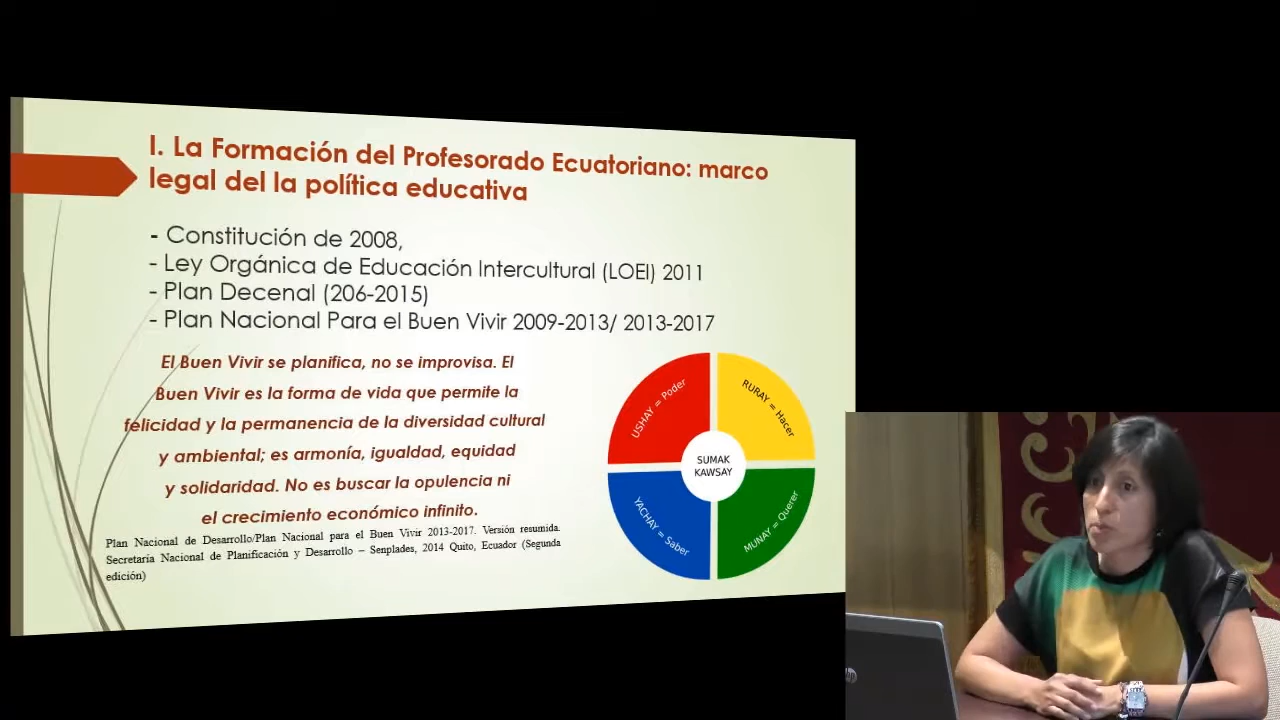 I. La Formación del Profesorado Ecuatoriano: marco
legal del la política educativa
- Constitución de 2008,
- Ley Orgánica de Educación Intercultural (LOEI) 2011
- Plan Decenal (206-2015)
- Plan Nacional Para el Buen Vivir 2009-2013/ 2013-2017
El Buen Vivir se planifica, no se improvisa. El
Buen Vivir es la forma de vida que permite la
felicidad y la permanencia de la diversidad cultural
y ambiental; es armonía, igualdad, equidad
y solidaridad. No es buscar la opulencia ni
el crecimiento económico infinito.
Plan Nacional de Desarrollo/Plan Nacional para el Buen Vivir 2013-2017. Versión resumida.
Secretaría Nacional de Planificación y Desarrollo – Senplades, 2014 Quito, Ecuador (Segunda
edición)
USHAY = Poder
RURAY = Hacer
SUMAK
KAWSAY
YACHAY = Saber
MUNAY = Querer
hp